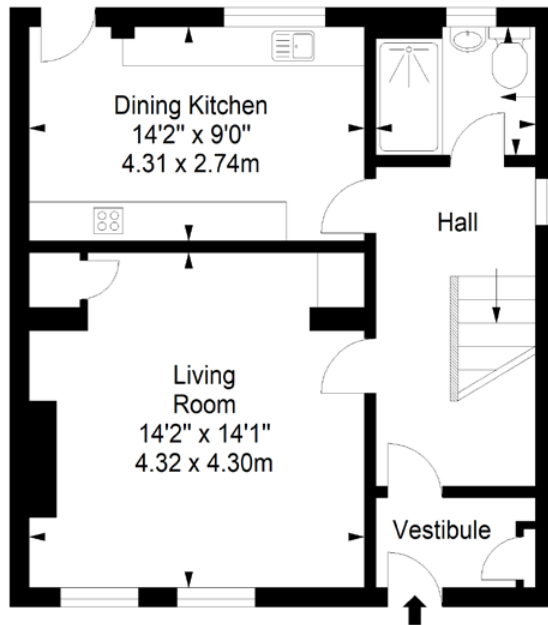 Dining Kitchen
14'2" x 9'0"
4.31 x 2.74m
Hall
Living
Room
14'2" x 14'1"
4.32 x 4.30m
Vestibule